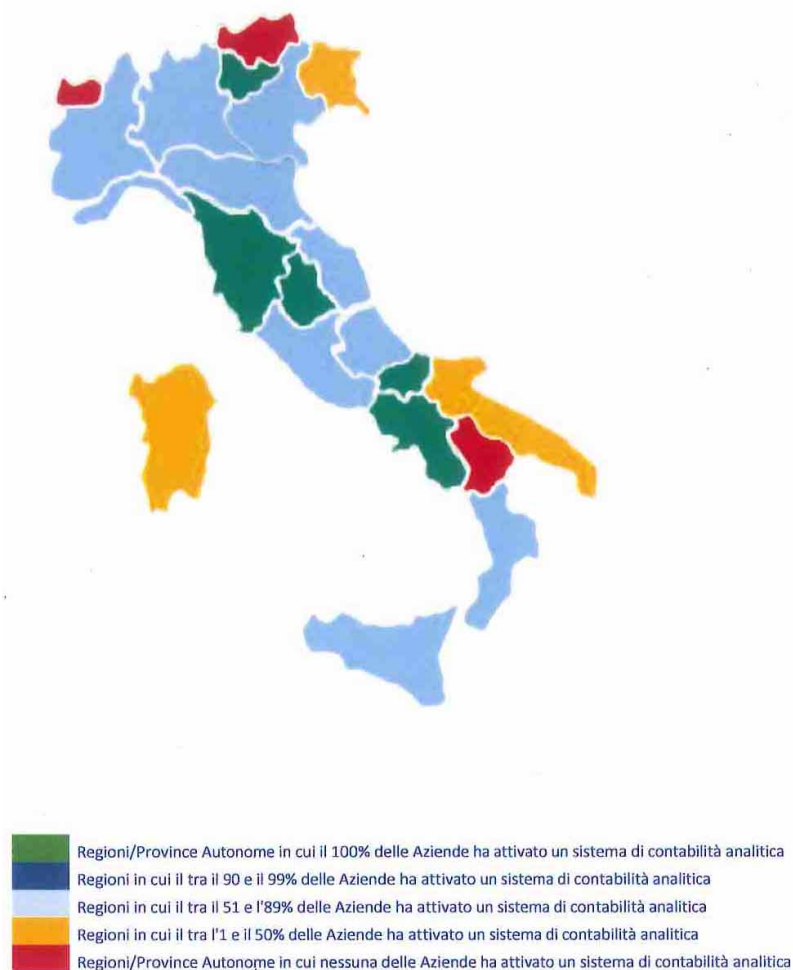 Regioni/Province Autonome in cui il 100% delle Aziende ha attivato un sistema di contabilità analitica
Regioni in cui il tra il 90 e il 99% delle Aziende ha attivato un sistema di contabilità analitica
Regioni in cui il tra il 51 e l'89% delle Aziende ha attivato un sistema di contabilità analitica
Regioni in cui il tra l'1 e il 50% delle Aziende ha attivato un sistema di contabilità analitica
Regioni/Province Autonome in cui nessuna delle Aziende ha attivato un sistema di contabilità analitica